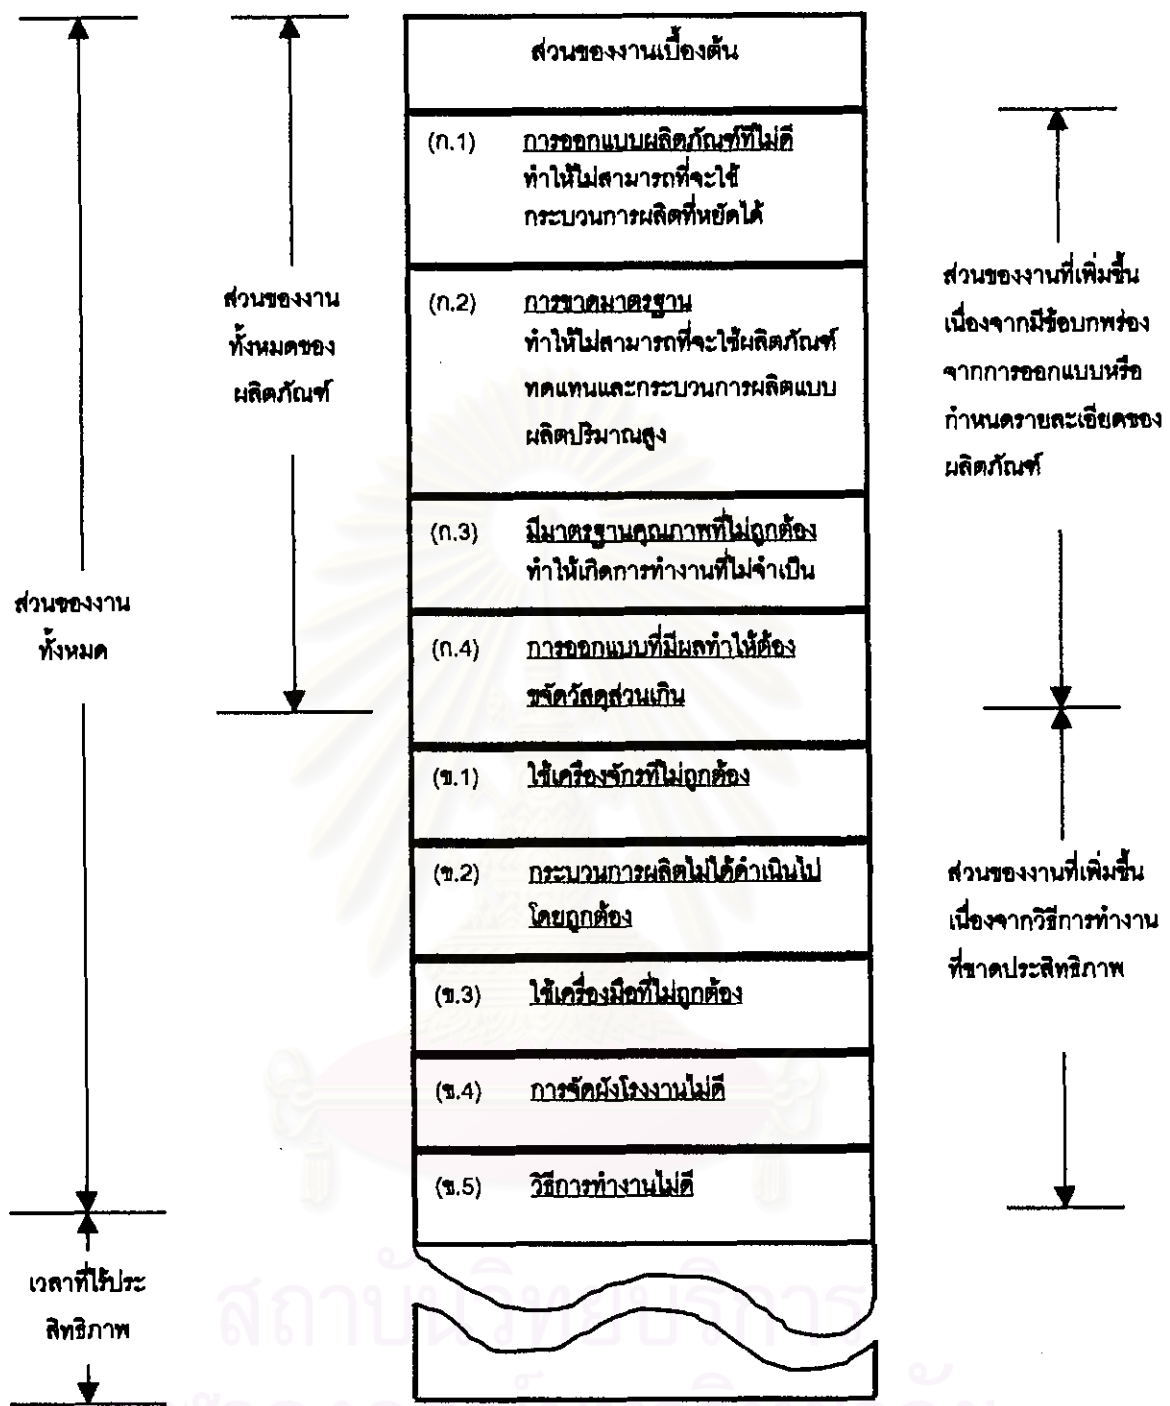 ส่วนของงานเบื้องต้น
(ก.1) การออกแบบผลิตภัณฑ์ที่ไม่ดี
ทำให้ไม่สามารถที่จะใช้
กระบวนการผลิตที่หยัดได้
(ก.2) การขาดมาตรฐาน
ทำให้ไม่สามารถที่จะใช้ผลิตภัณฑ์
ทดแทนและกระบวนการผลิตแบบ
ผลิตปริมาณสูง
(ก.3) มีมาตรฐานคุณภาพที่ไม่ถูกต้อง
ทำให้เกิดการทำงานที่ไม่จำเป็น
(ก.4) การออกแบบที่มีผลทำให้ต้อง
ขจัดวัสดุส่วนเกิน
(ข.1) ใช้เครื่องจักรที่ไม่ถูกต้อง
(ข.2) กระบวนการผลิตไม่ได้ดำเนินไป
โดยถูกต้อง
(ข.3) ใช้เครื่องมือที่ไม่ถูกต้อง
(ข.4) การจัดผังโรงงานไม่ดี
(ข.5) วิธีการทำงานไม่ดี
ส่วนของงาน
ทั้งหมดของ
ผลิตภัณฑ์
ส่วนของงาน
ทั้งหมด
เวลาที่ไร้ประ
สิทธิภาพ
ส่วนของงานที่เพิ่มขึ้น
เนื่องจากมีข้อบกพร่อง
จากการออกแบบหรือ
กำหนดรายละเอียดของ
ผลิตภัณฑ์
ส่วนของงานที่เพิ่มขึ้น
เนื่องจากวิธีการทำงาน
ที่ขาดประสิทธิภาพ
สถาบันวิทยบริการ